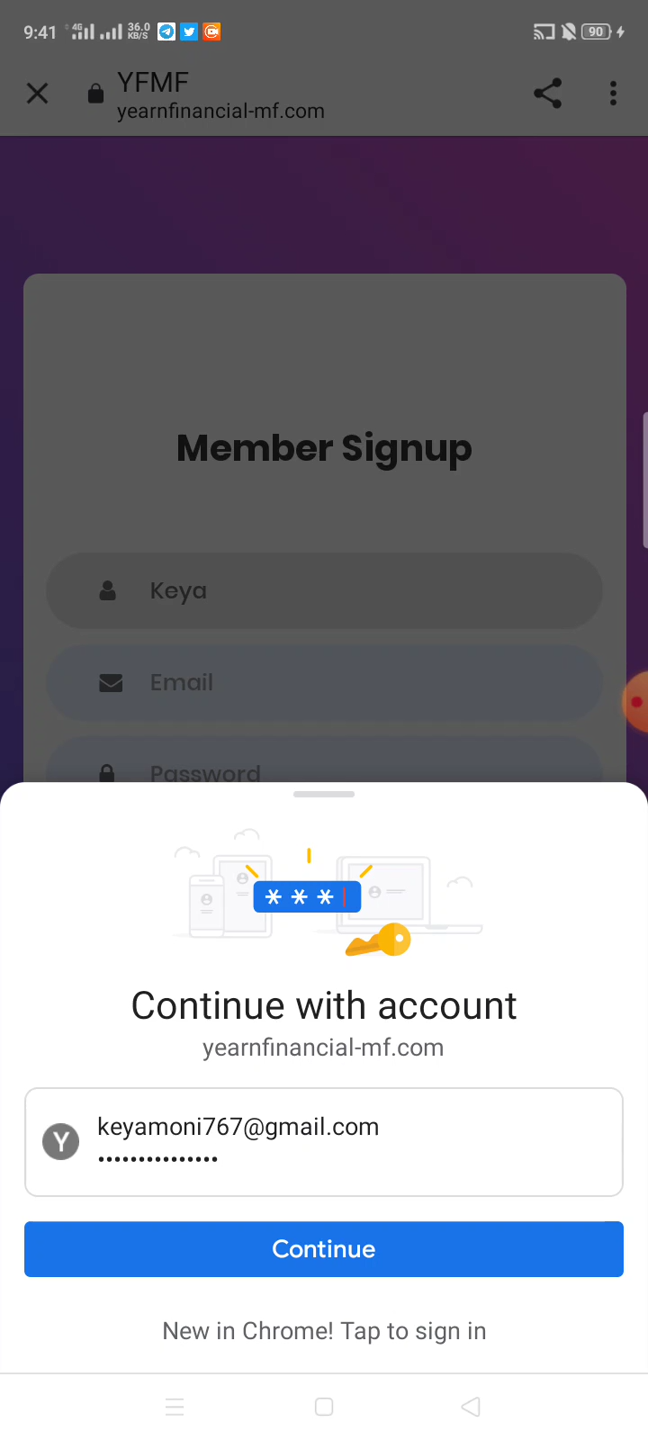 9:41 4G 36.0 KB/S 90
YFMF
yearnfinancial-mf.com
Member Signup
Keya
Email
Password
***
Continue with account
yearnfinancial-mf.com
Y keyamoni767@gmail.com
•••••••••••••••
Continue
New in Chrome! Tap to sign in